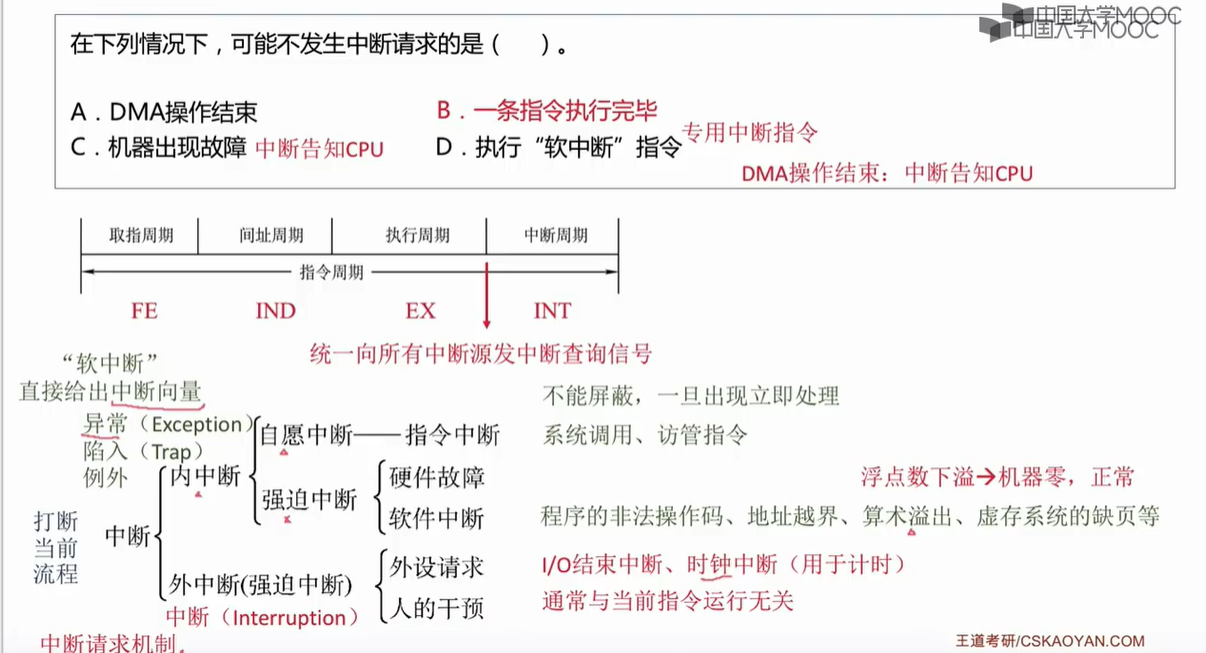 中国大学MOOC
中国大学MOOC
在下列情况下，可能不发生中断请求的是（　　）。
A．DMA操作结束　B．一条指令执行完毕
C．机器出现故障 中断告知CPU　D．执行“软中断”指令 专用中断指令
DMA操作结束：中断告知CPU
取指周期　间址周期　执行周期　中断周期
指令周期
FE　IND　EX　INT
统一向所有中断源发中断查询信号
“软中断”
直接给出中断向量
不能屏蔽，一旦出现立即处理
异常（Exception）
自愿中断——指令中断　系统调用、访管指令
陷入（Trap）
例外
内中断
硬件故障　浮点数下溢→机器零，正常
强迫中断
打断
当前
流程
中断
软件中断　程序的非法操作码、地址越界、算术溢出、虚存系统的缺页等
外设请求　I/O结束中断、时钟中断（用于计时）
外中断(强迫中断)
人的干预　通常与当前指令运行无关
中断（Interruption）
中断请求机制.
王道考研/CSKAOYAN.COM